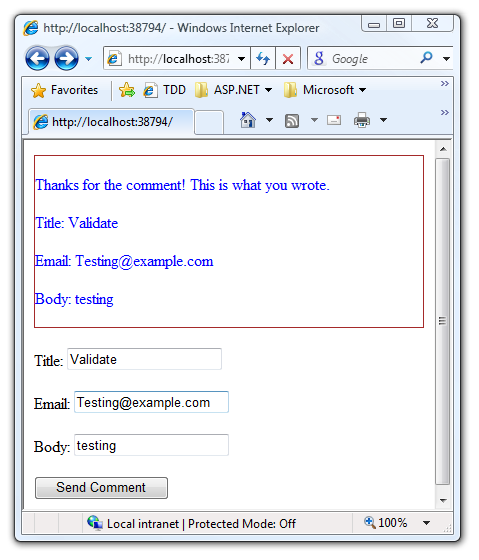 http://localhost:38794/ - Windows Internet Explorer
http://localhost:387
Google
Favorites TDD ASP.NET Microsoft »
http://localhost:38794/ »
Thanks for the comment! This is what you wrote.
Title: Validate
Email: Testing@example.com
Body: testing
Title: Validate
Email: Testing@example.com
Body: testing
Send Comment
Local intranet | Protected Mode: Off 100%